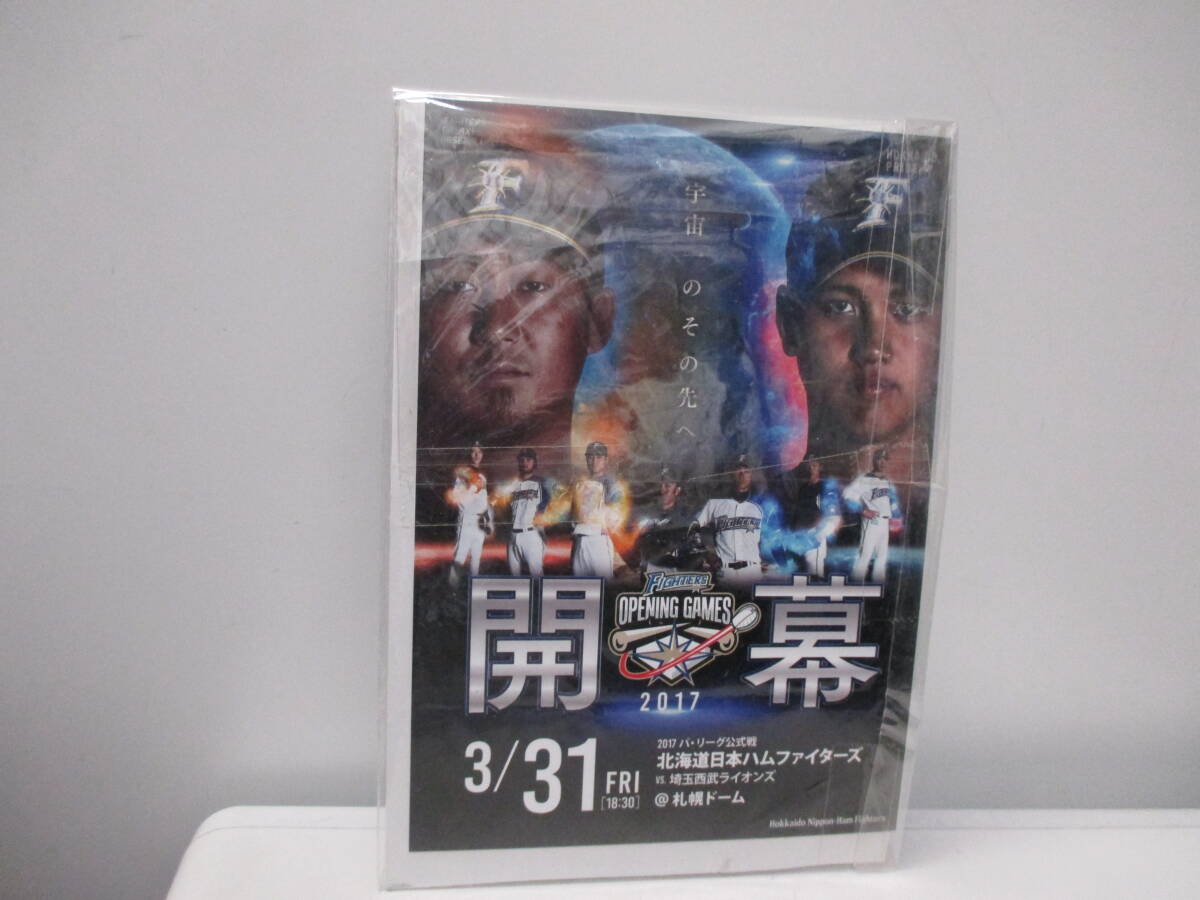 宇宙のその先へ
FIGHTERS
OPENING GAMES
開幕
2017
3/31 FRI
[18:30]
2017 パ・リーグ公式戦
北海道日本ハムファイターズ
VS. 埼玉西武ライオンズ
@ 札幌ドーム
Hokkaido Nippon-Ham Fighters